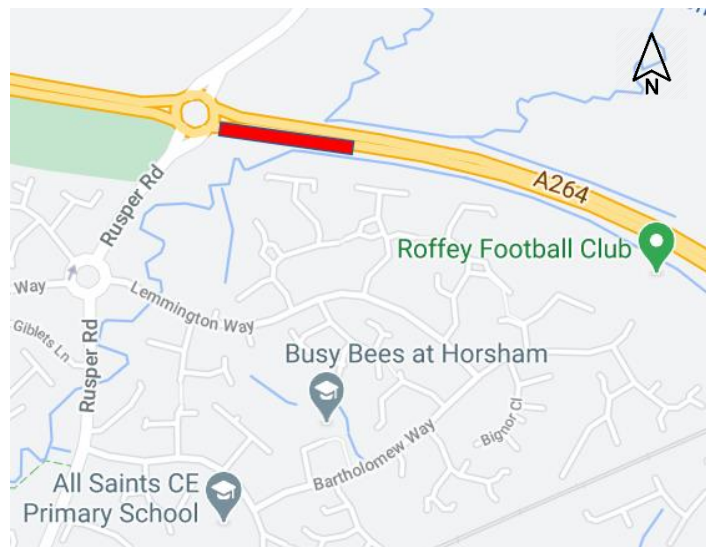 N
A264
Rusper Rd
Roffey Football Club
Way
Lemmington Way
Giblets Ln
Rusper Rd
Busy Bees at Horsham
Bignor Cl
Bartholomew Way
All Saints CE
Primary School